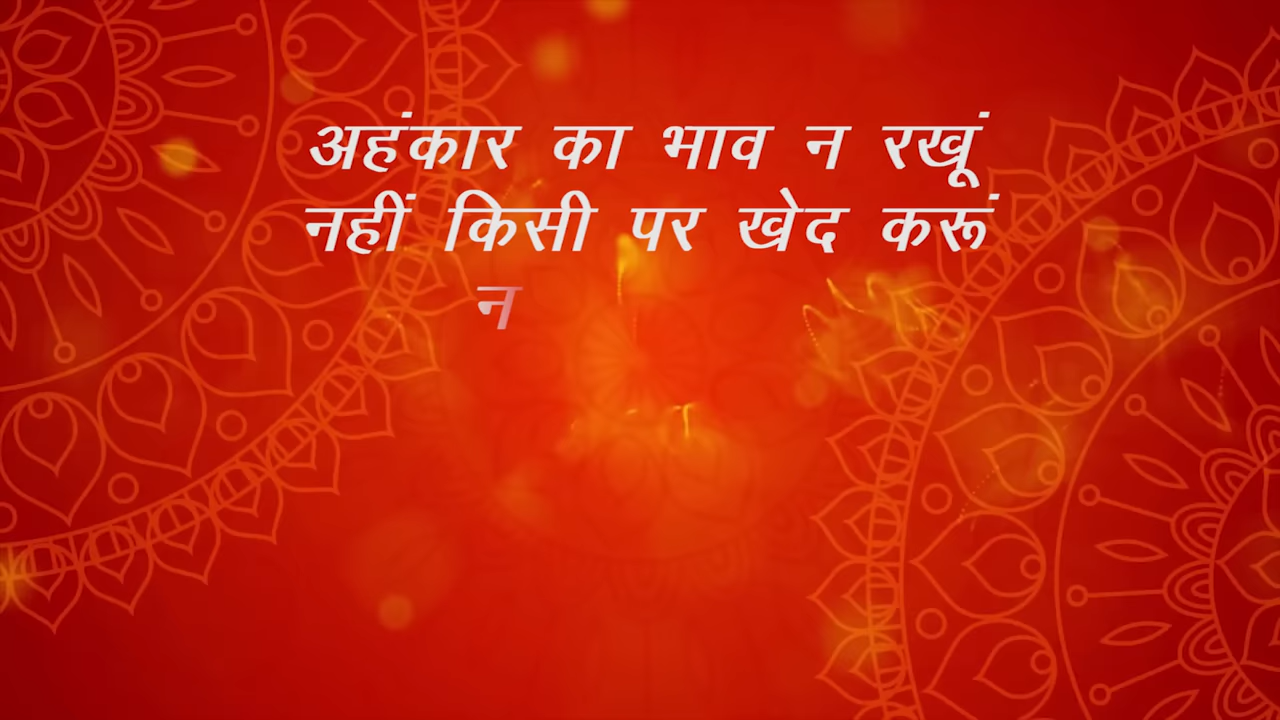 अहंकार का भाव न रखूं
नहीं किसी पर खेद करूं
न